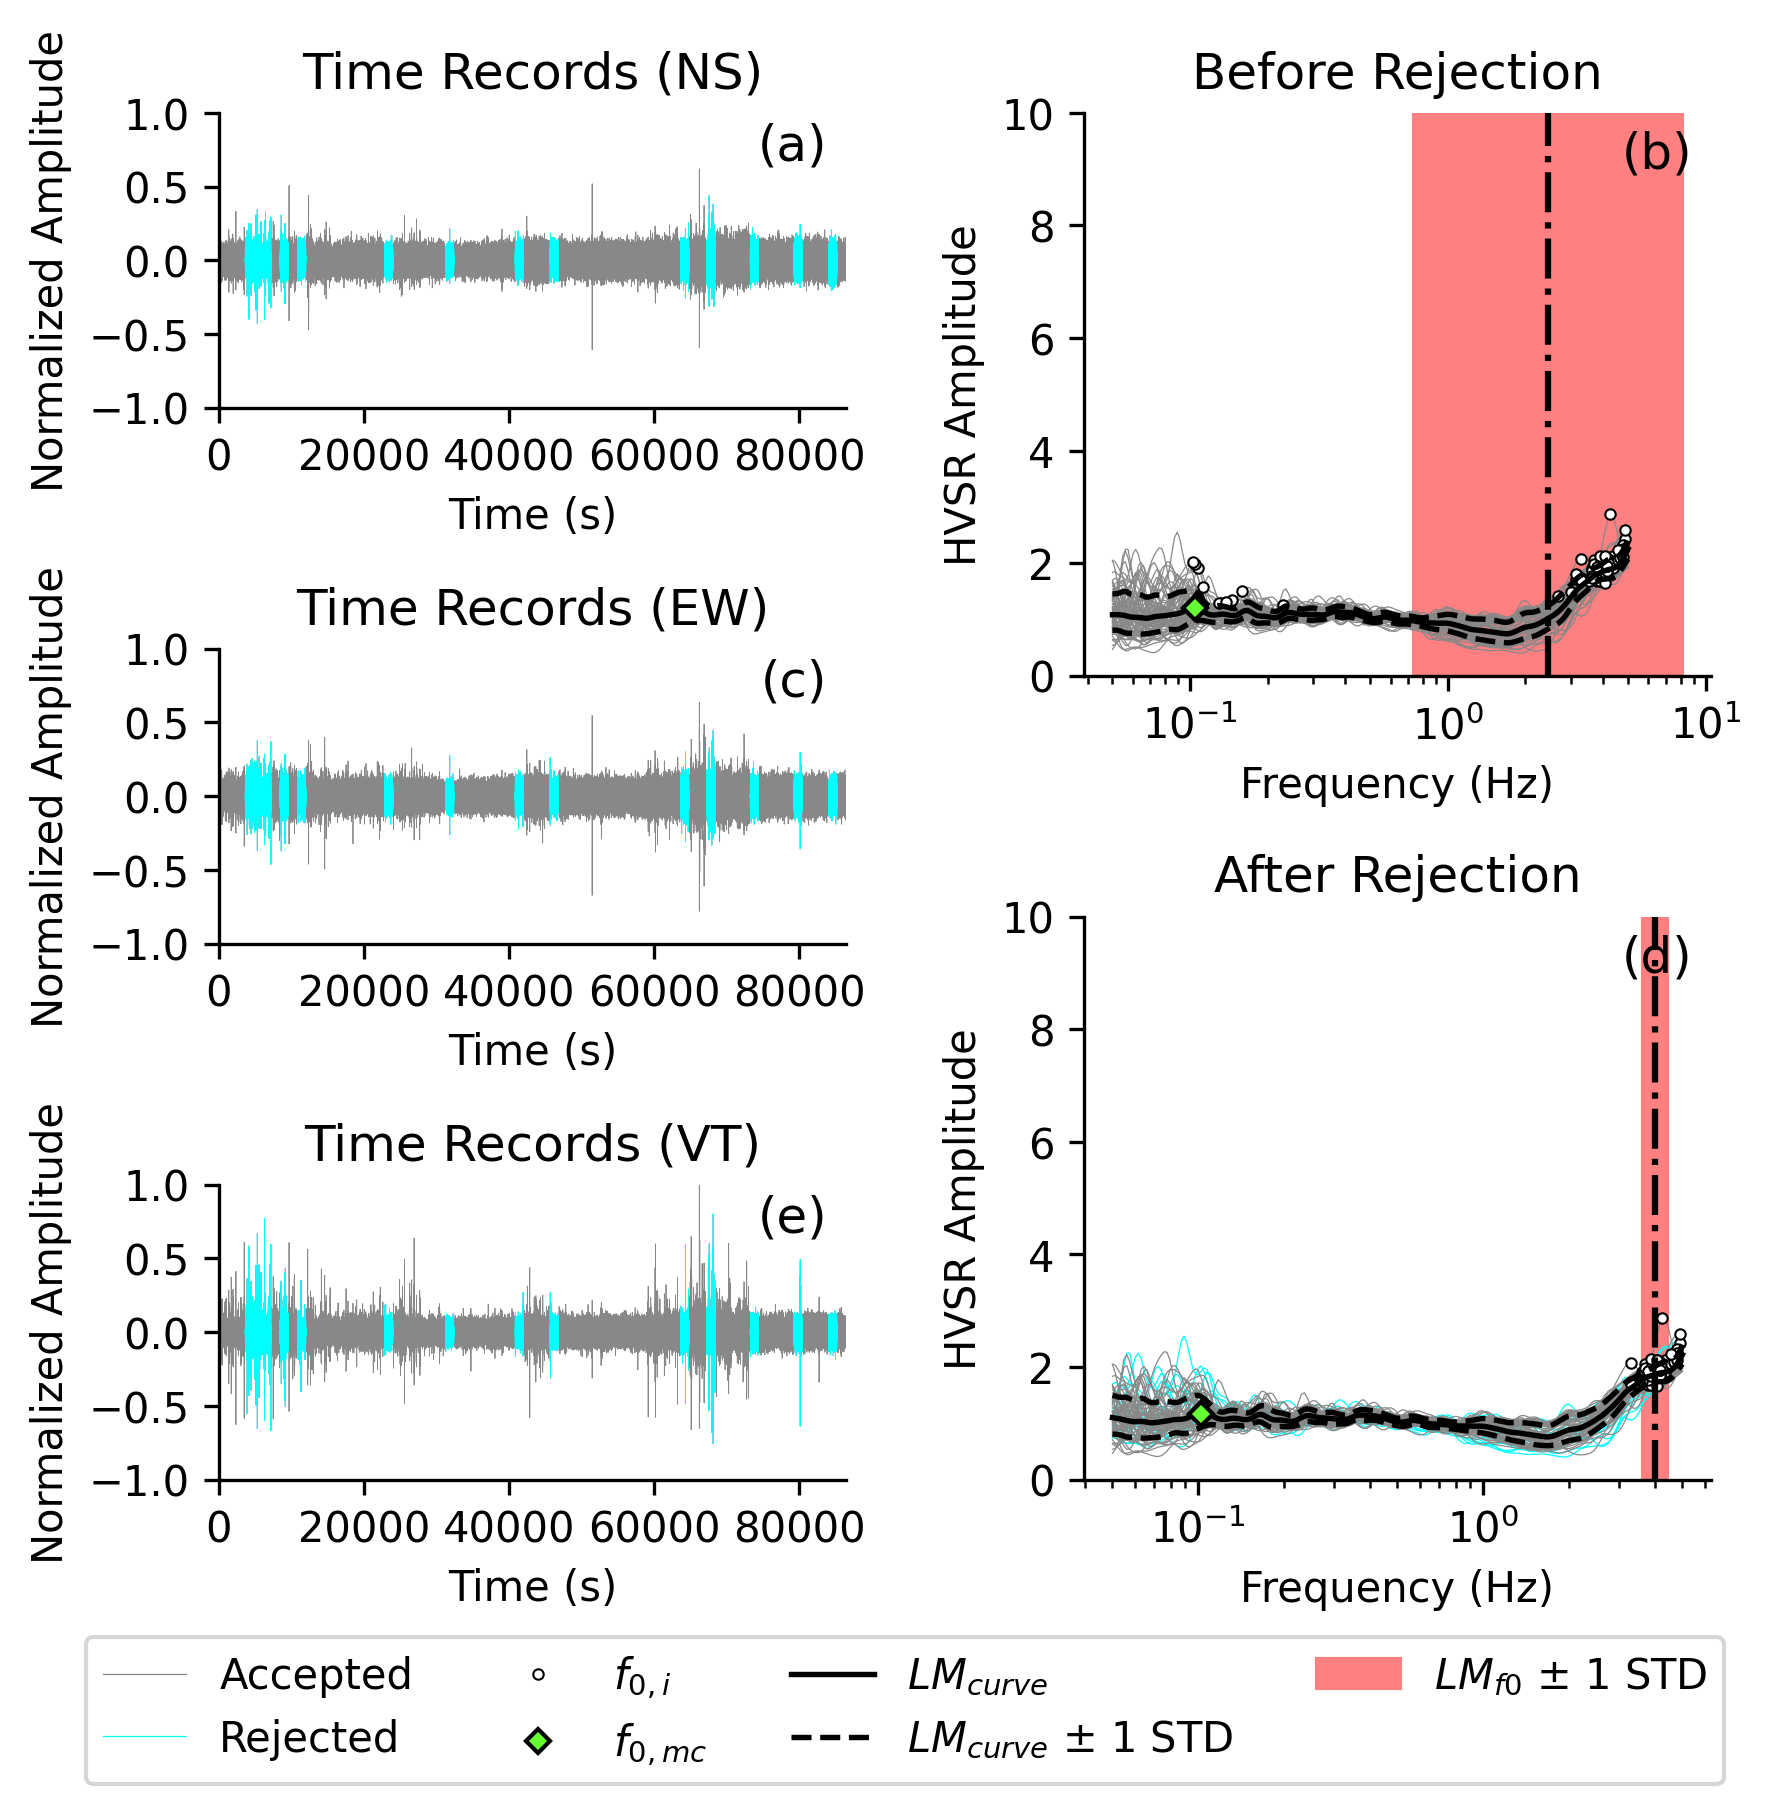 Time Records (NS)
Normalized Amplitude
1.0
0.5
0.0
−0.5
−1.0
(a)
0 20000 40000 60000 80000
Time (s)
Before Rejection
HVSR Amplitude
10
8
6
4
2
0
(b)
10⁻¹ 10⁰ 10¹
Frequency (Hz)
Time Records (EW)
Normalized Amplitude
1.0
0.5
0.0
−0.5
−1.0
(c)
0 20000 40000 60000 80000
Time (s)
After Rejection
HVSR Amplitude
10
8
6
4
2
0
(d)
10⁻¹ 10⁰
Frequency (Hz)
Time Records (VT)
Normalized Amplitude
1.0
0.5
0.0
−0.5
−1.0
(e)
0 20000 40000 60000 80000
Time (s)
Accepted
Rejected
f0,i
f0,mc
LMcurve
LMcurve ± 1 STD
LMf0 ± 1 STD